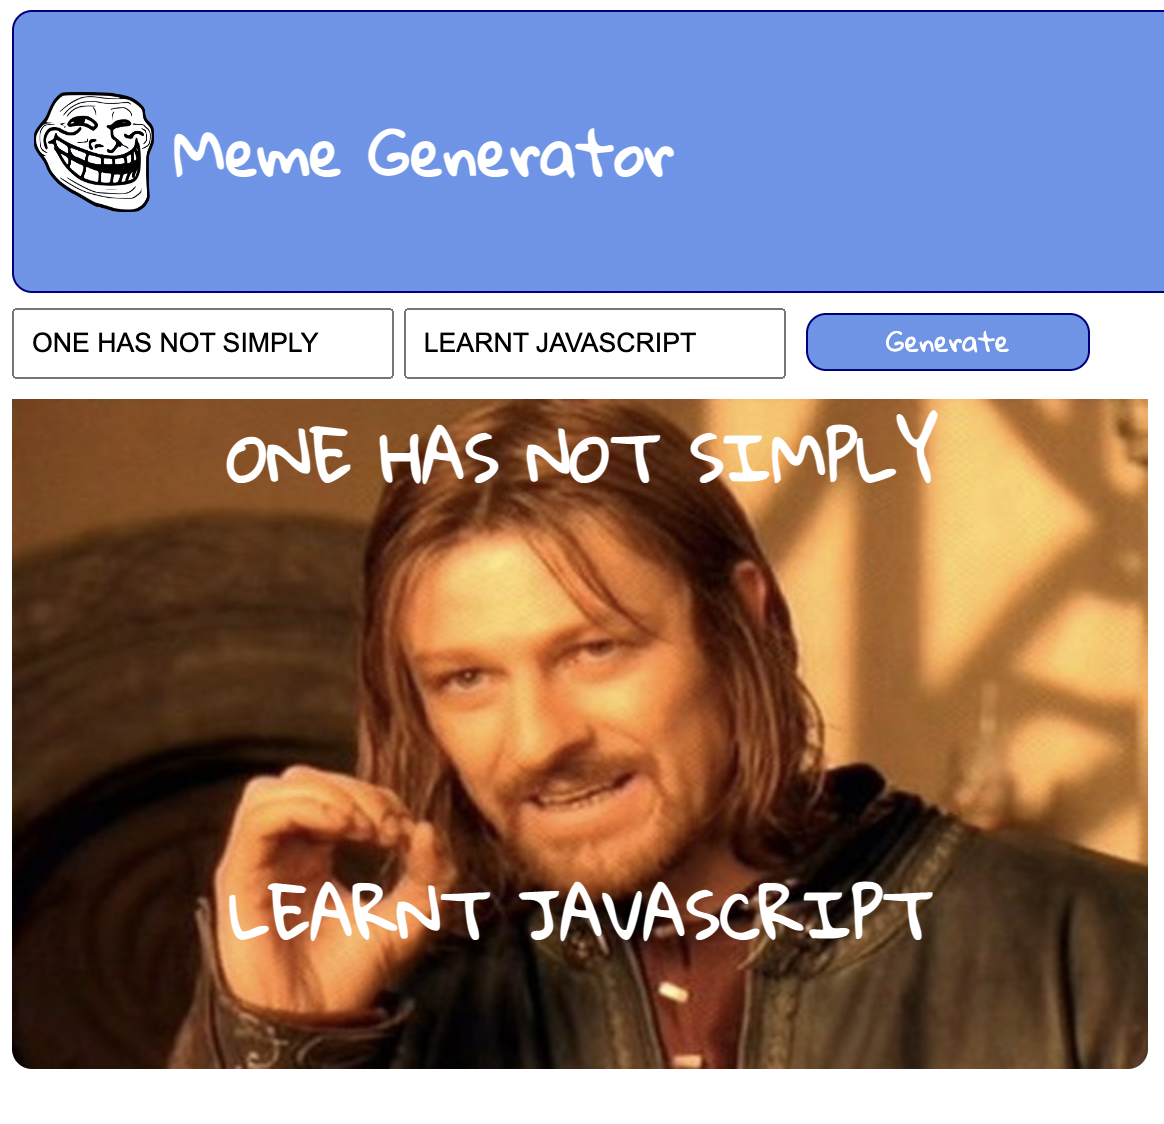 Meme Generator
ONE HAS NOT SIMPLY
LEARNT JAVASCRIPT
Generate
ONE HAS NOT SIMPLY
LEARNT JAVASCRIPT